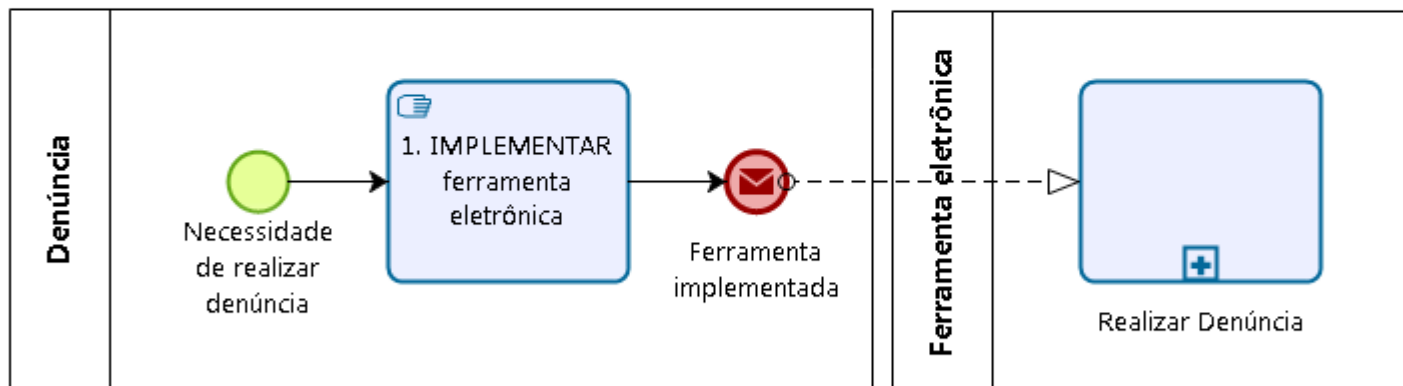 Denúncia
Necessidade
de realizar
denúncia
1. IMPLEMENTAR
ferramenta
eletrônica
Ferramenta
implementada
Ferramenta eletrônica
Realizar Denúncia